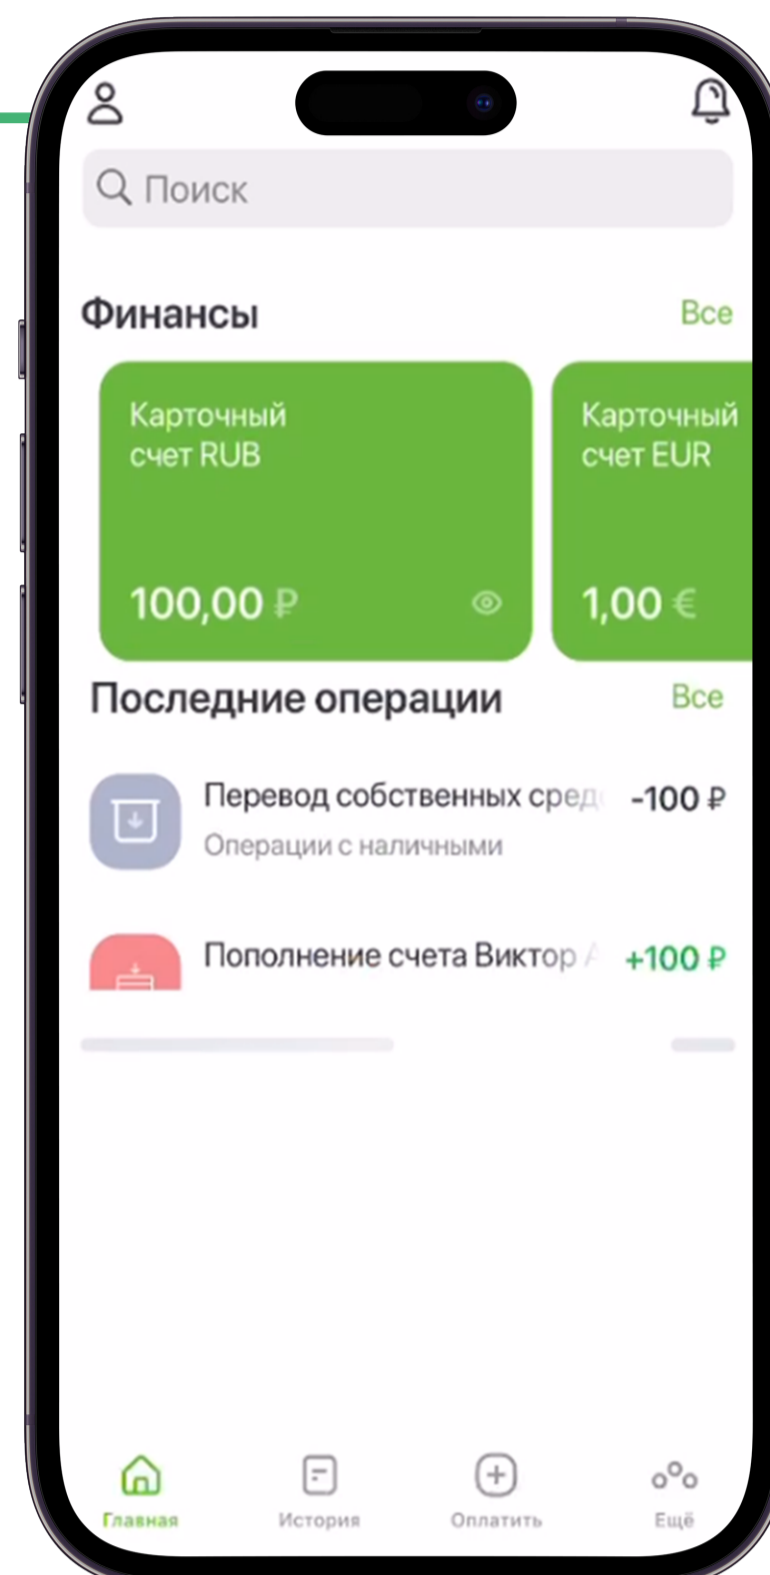 Поиск
Финансы
Все
Карточный
счет RUB
100,00 ₽
Карточный
счет EUR
1,00 €
Последние операции
Все
Перевод собственных сред
-100 ₽
Операции с наличными
Пополнение счета Виктор А
+100 ₽
Главная
История
Оплатить
Ещё